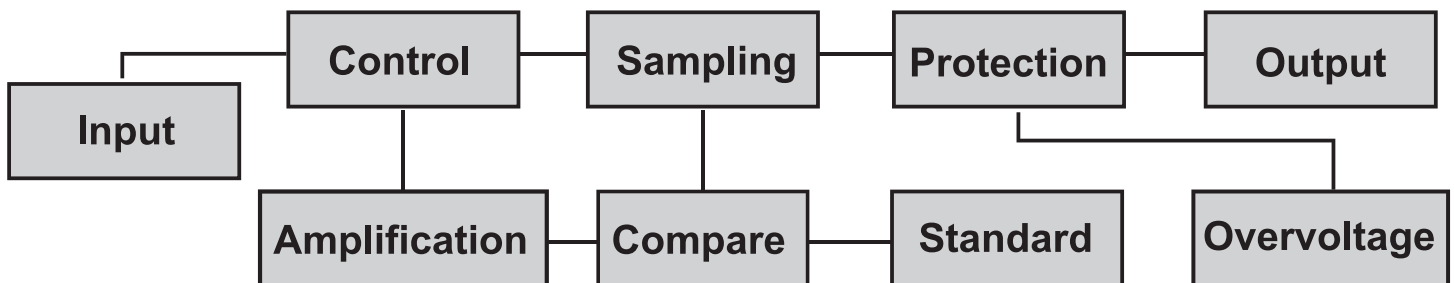 Control
Sampling
Protection
Output
Input
Amplification
Compare
Standard
Overvoltage